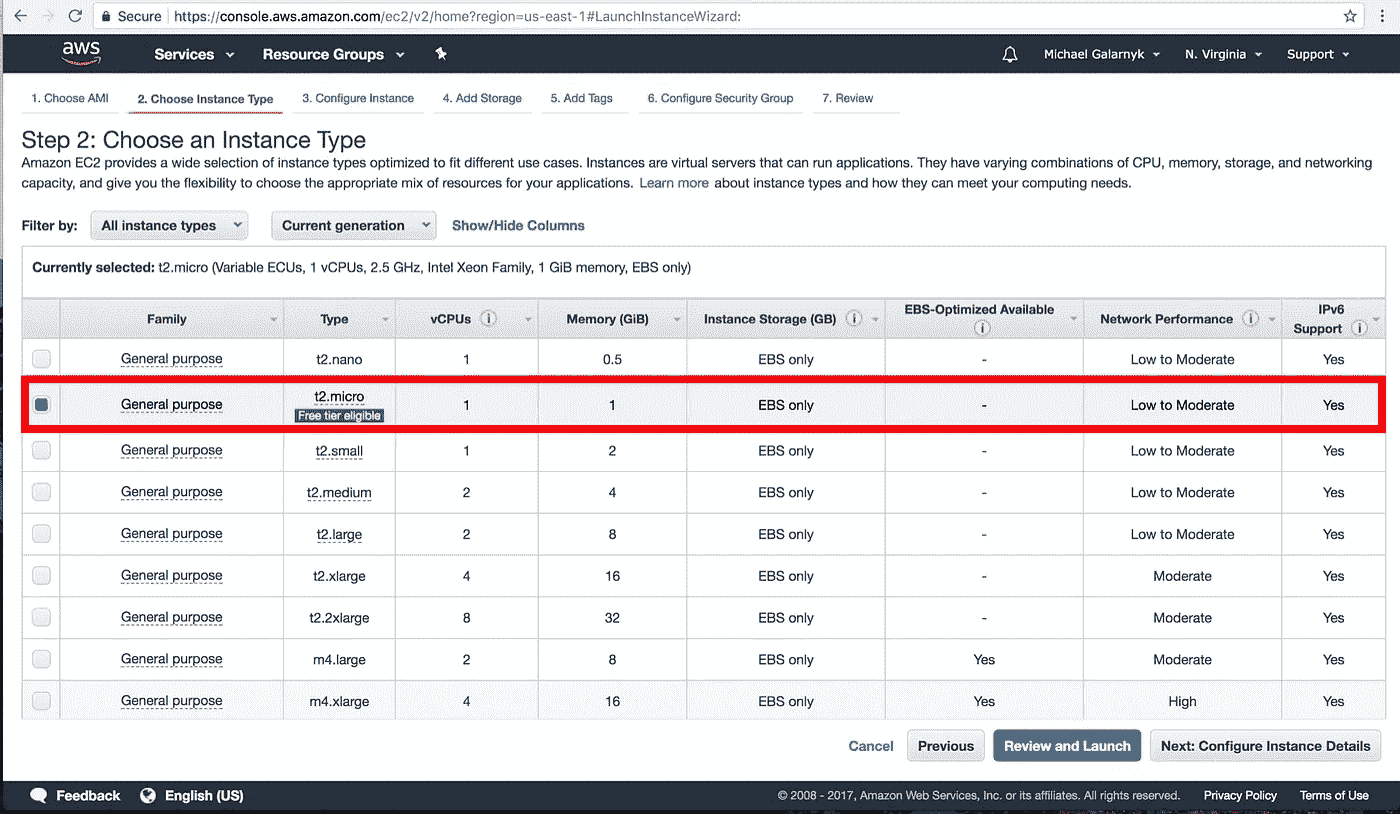 Secure https://console.aws.amazon.com/ec2/v2/home?region=us-east-1#LaunchInstanceWizard:
aws Services Resource Groups Michael Galarnyk N. Virginia Support
1. Choose AMI 2. Choose Instance Type 3. Configure Instance 4. Add Storage 5. Add Tags 6. Configure Security Group 7. Review
Step 2: Choose an Instance Type
Amazon EC2 provides a wide selection of instance types optimized to fit different use cases. Instances are virtual servers that can run applications. They have varying combinations of CPU, memory, storage, and networking
capacity, and give you the flexibility to choose the appropriate mix of resources for your applications. Learn more about instance types and how they can meet your computing needs.
Filter by: All instance types Current generation Show/Hide Columns
Currently selected: t2.micro (Variable ECUs, 1 vCPUs, 2.5 GHz, Intel Xeon Family, 1 GiB memory, EBS only)
Family Type vCPUs i Memory (GiB) Instance Storage (GB) i EBS-Optimized Available i Network Performance i IPv6 Support i
General purpose t2.nano 1 0.5 EBS only - Low to Moderate Yes
General purpose t2.micro Free tier eligible 1 1 EBS only - Low to Moderate Yes
General purpose t2.small 1 2 EBS only - Low to Moderate Yes
General purpose t2.medium 2 4 EBS only - Low to Moderate Yes
General purpose t2.large 2 8 EBS only - Low to Moderate Yes
General purpose t2.xlarge 4 16 EBS only - Moderate Yes
General purpose t2.2xlarge 8 32 EBS only - Moderate Yes
General purpose m4.large 2 8 EBS only Yes Moderate Yes
General purpose m4.xlarge 4 16 EBS only Yes High Yes
Cancel Previous Review and Launch Next: Configure Instance Details
Feedback English (US) © 2008 - 2017, Amazon Web Services, Inc. or its affiliates. All rights reserved. Privacy Policy Terms of Use